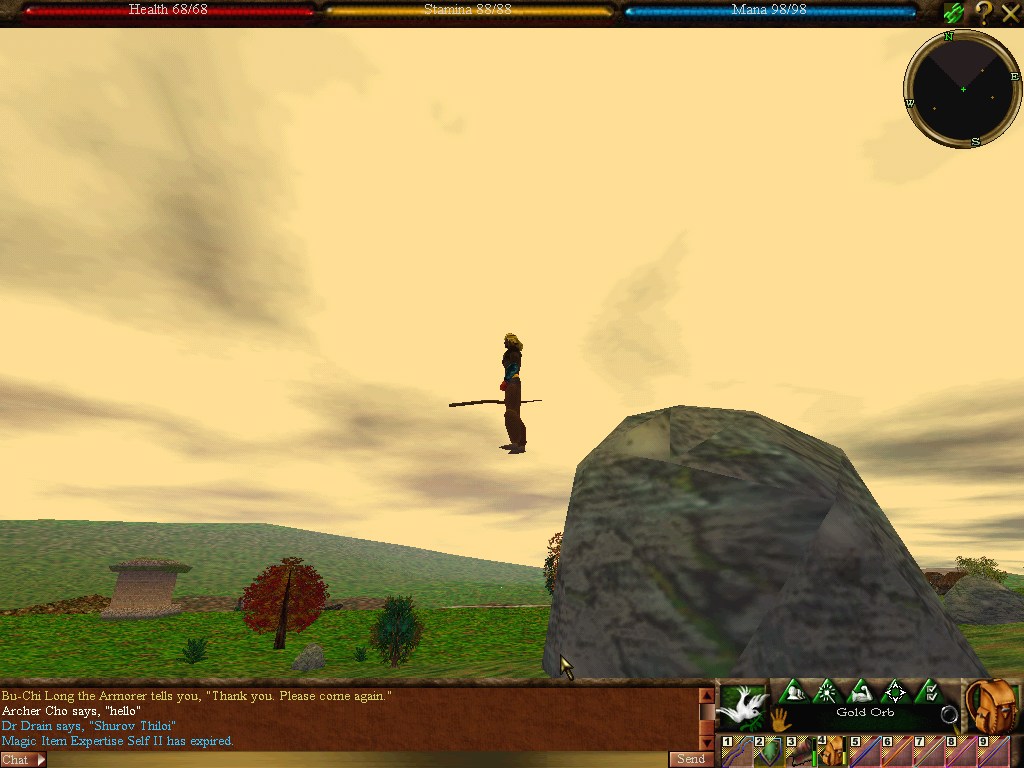 Health 68/68
Stamina 88/88
Mana 98/98
N
E
W
S
Bu-Chi Long the Armorer tells you, "Thank you. Please come again."
Archer Cho says, "hello"
Dr Drain says, "Shurov Thiloi"
Magic Item Expertise Self II has expired.
Chat
Send
Gold Orb
1 2 3 4 5 6 7 8 9